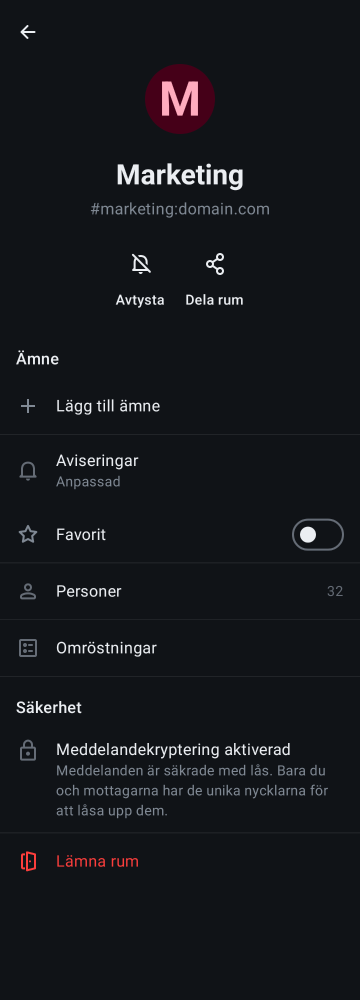 M
Marketing
#marketing:domain.com
Avtysta
Dela rum
Ämne
Lägg till ämne
Aviseringar
Anpassad
Favorit
Personer
32
Omröstningar
Säkerhet
Meddelandekryptering aktiverad
Meddelanden är säkrade med lås. Bara du
och mottagarna har de unika nycklarna för
att låsa upp dem.
Lämna rum